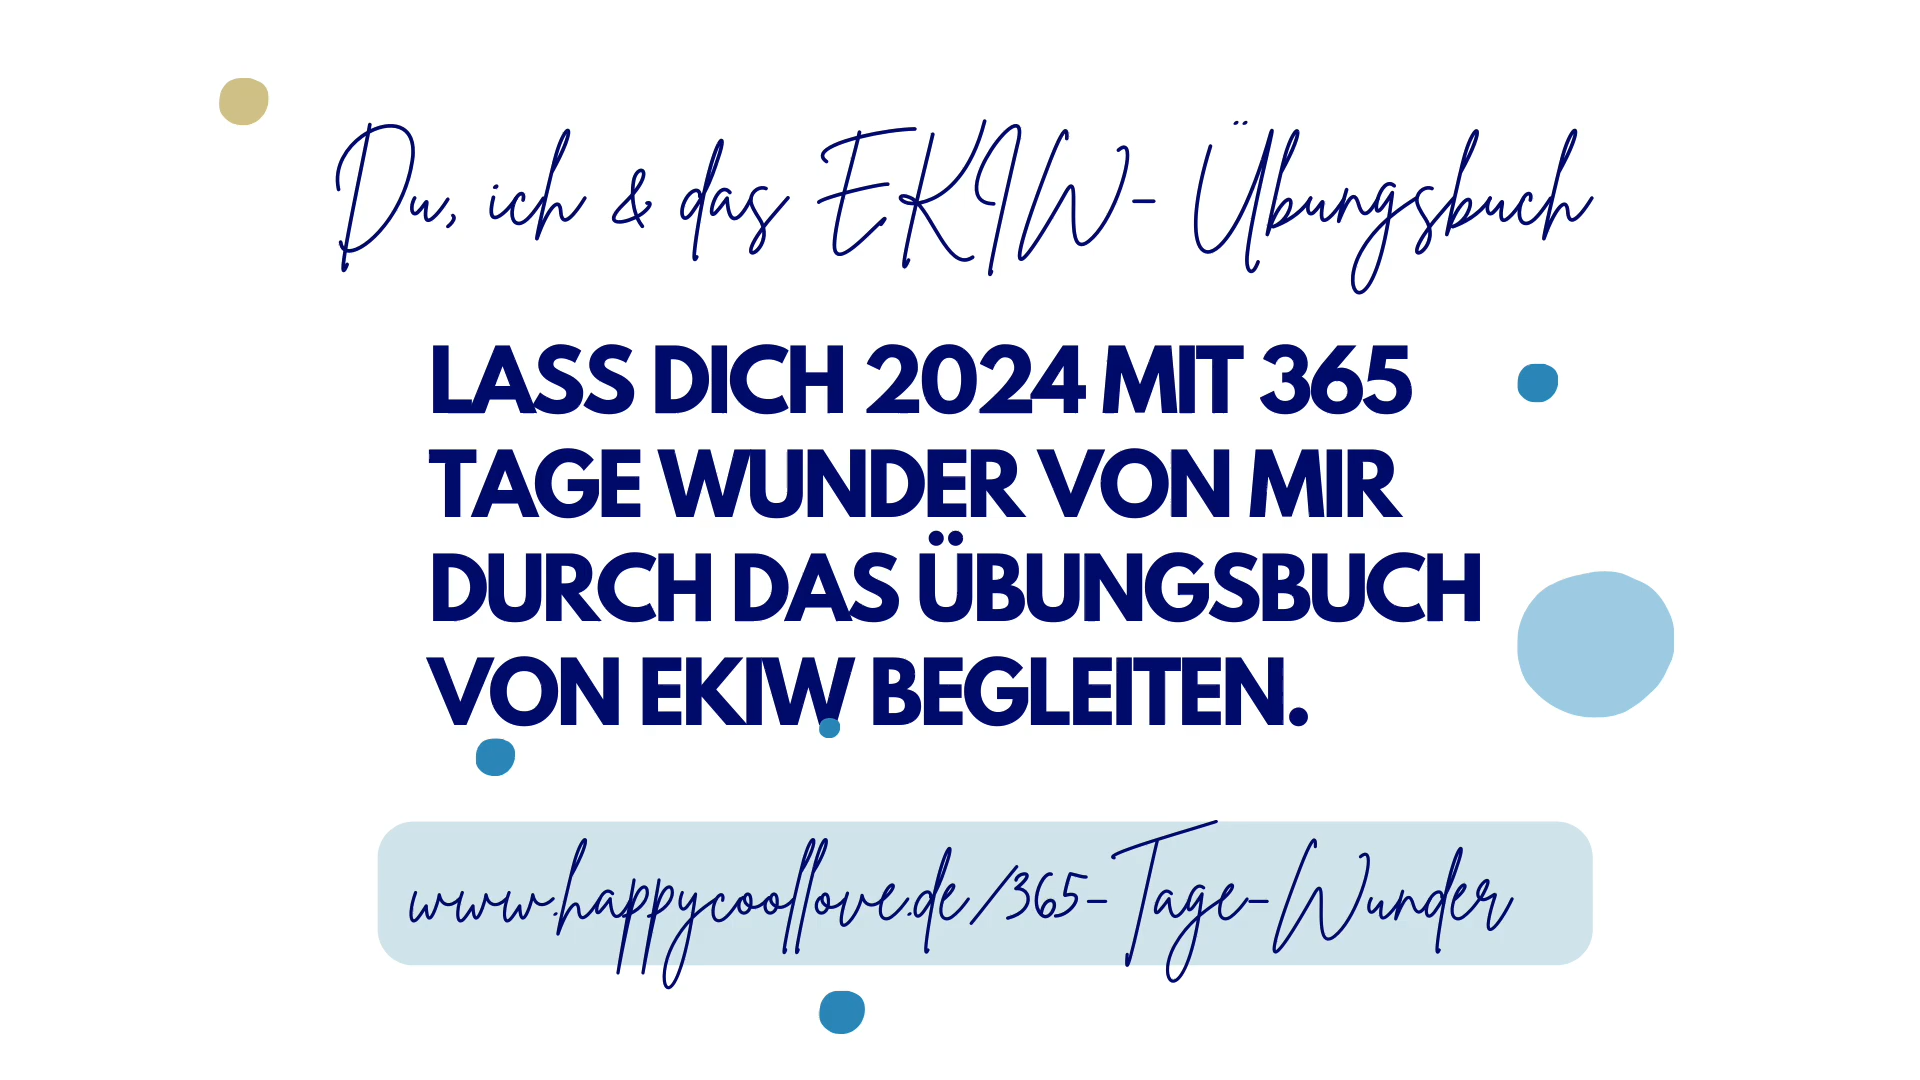 Du, ich & das EKIW- Übungsbuch
LASS DICH 2024 MIT 365
TAGE WUNDER VON MIR
DURCH DAS ÜBUNGSBUCH
VON EKIW BEGLEITEN.
www.happycoollove.de/365-Tage-Wunder